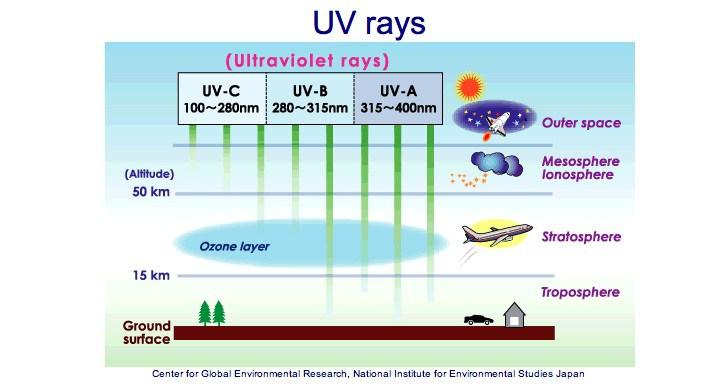 UV rays
(Ultraviolet rays)
UV-C
100～280nm
UV-B
280～315nm
UV-A
315～400nm
Outer space
Mesosphere
Ionosphere
(Altitude)
50 km
Ozone layer
Stratosphere
15 km
Troposphere
Ground
surface
Center for Global Environmental Research, National Institute for Environmental Studies Japan